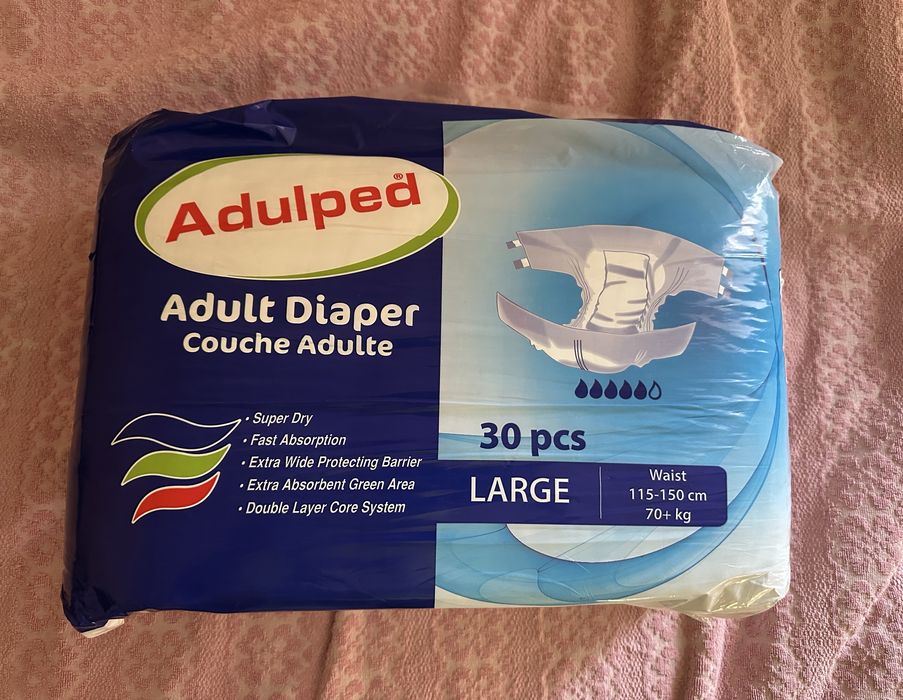 Adulped®
Adult Diaper
Couche Adulte
• Super Dry
• Fast Absorption
• Extra Wide Protecting Barrier
• Extra Absorbent Green Area
• Double Layer Core System
30 pcs
LARGE
Waist
115-150 cm
70+ kg